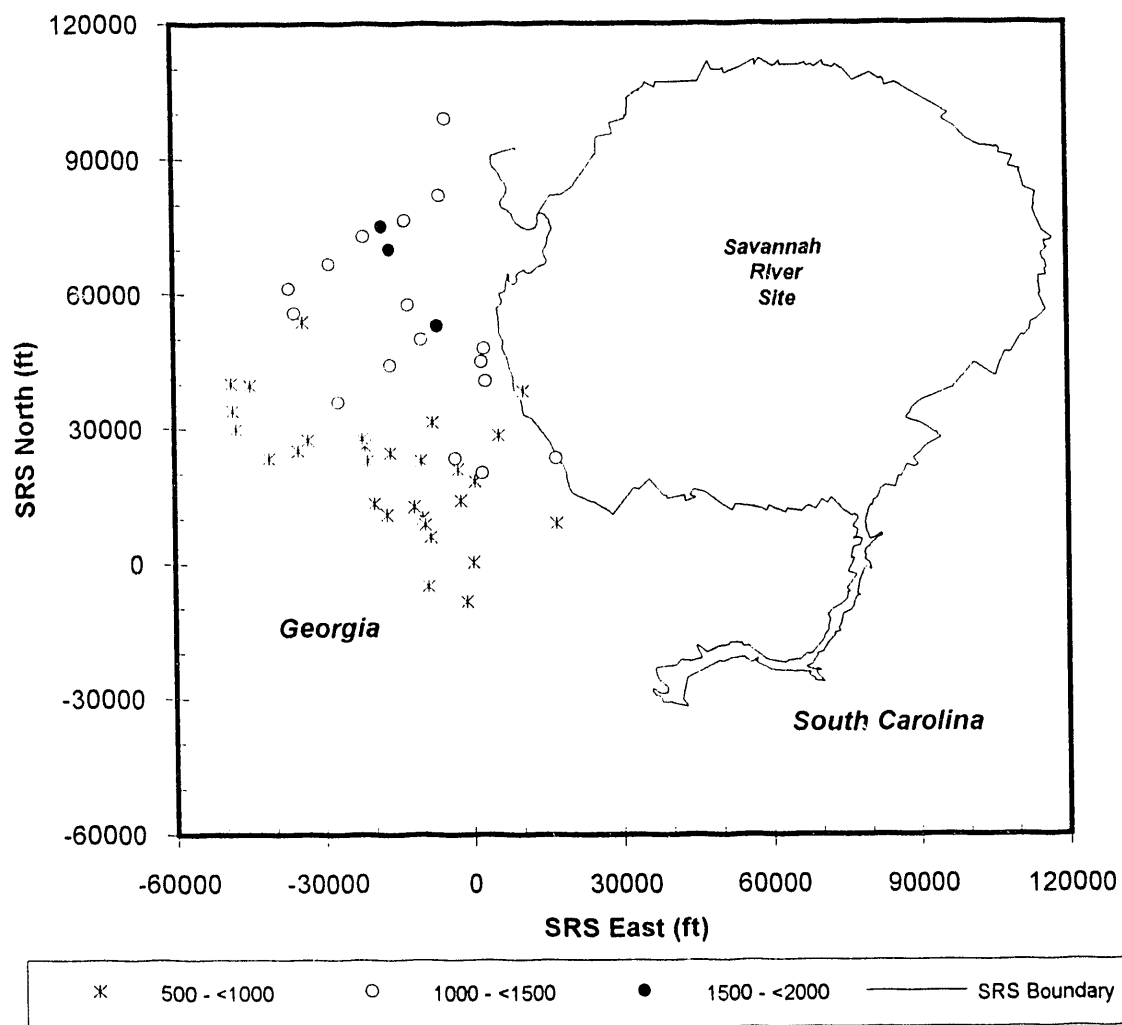 120000
90000
60000
30000
0
-30000
-60000
SRS North (ft)
Savannah
River
Site
Georgia
South Carolina
-60000
-30000
0
30000
60000
90000
120000
SRS East (ft)
500 - <1000
1000 - <1500
1500 - <2000
SRS Boundary